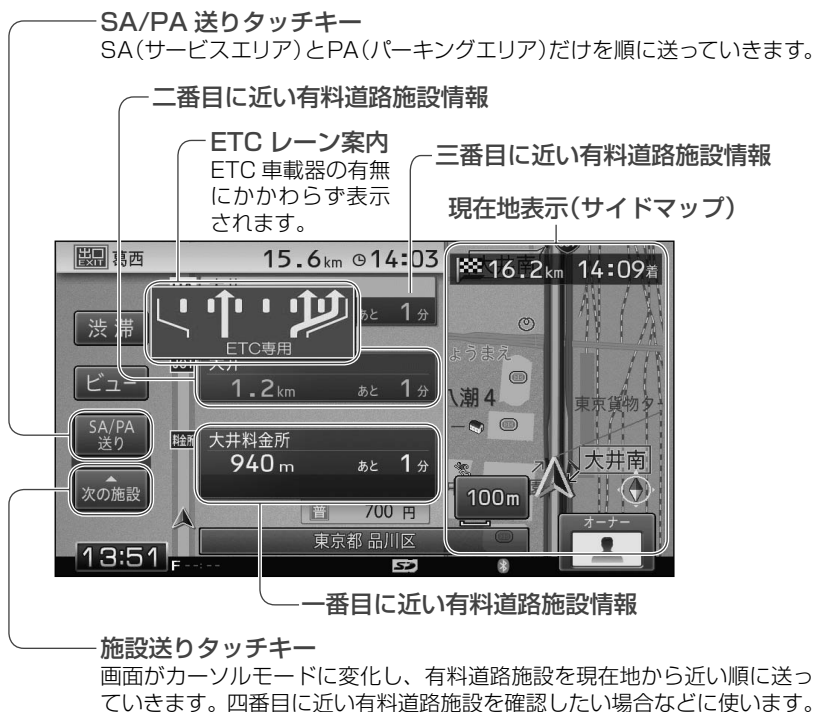 SA/PA 送りタッチキー
SA(サービスエリア)とPA(パーキングエリア)だけを順に送っていきます。
二番目に近い有料道路施設情報
ETC レーン案内
ETC 車載器の有無
にかかわらず表示
されます。
三番目に近い有料道路施設情報
現在地表示(サイドマップ)
出口 EXIT 葛西 15.6km 14:03
大井南
16.2km 14:09着
あと 1分
ETC専用
渋滞
ビュー
大井
1.2km あと 1分
SA/PA
送り
次の施設
料金所
大井料金所
940m あと 1分
普 700 円
東京都 品川区
13:51
F --:--
SD
ょうまえ
八潮4
東京貨物タ
大井南
100m
オーナー
一番目に近い有料道路施設情報
施設送りタッチキー
画面がカーソルモードに変化し、有料道路施設を現在地から近い順に送っ
ていきます。四番目に近い有料道路施設を確認したい場合などに使います。